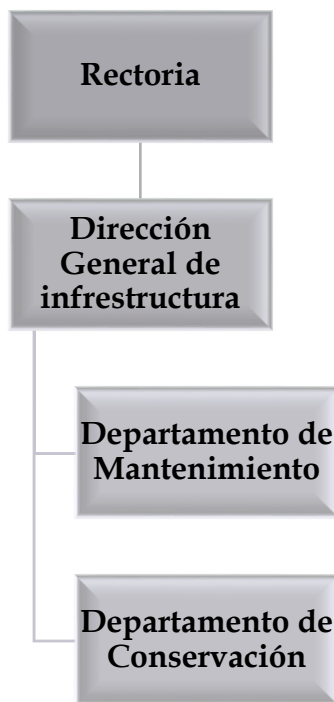 Rectoria
Dirección
General de
infrestructura
Departamento de
Mantenimiento
Departamento de
Conservación